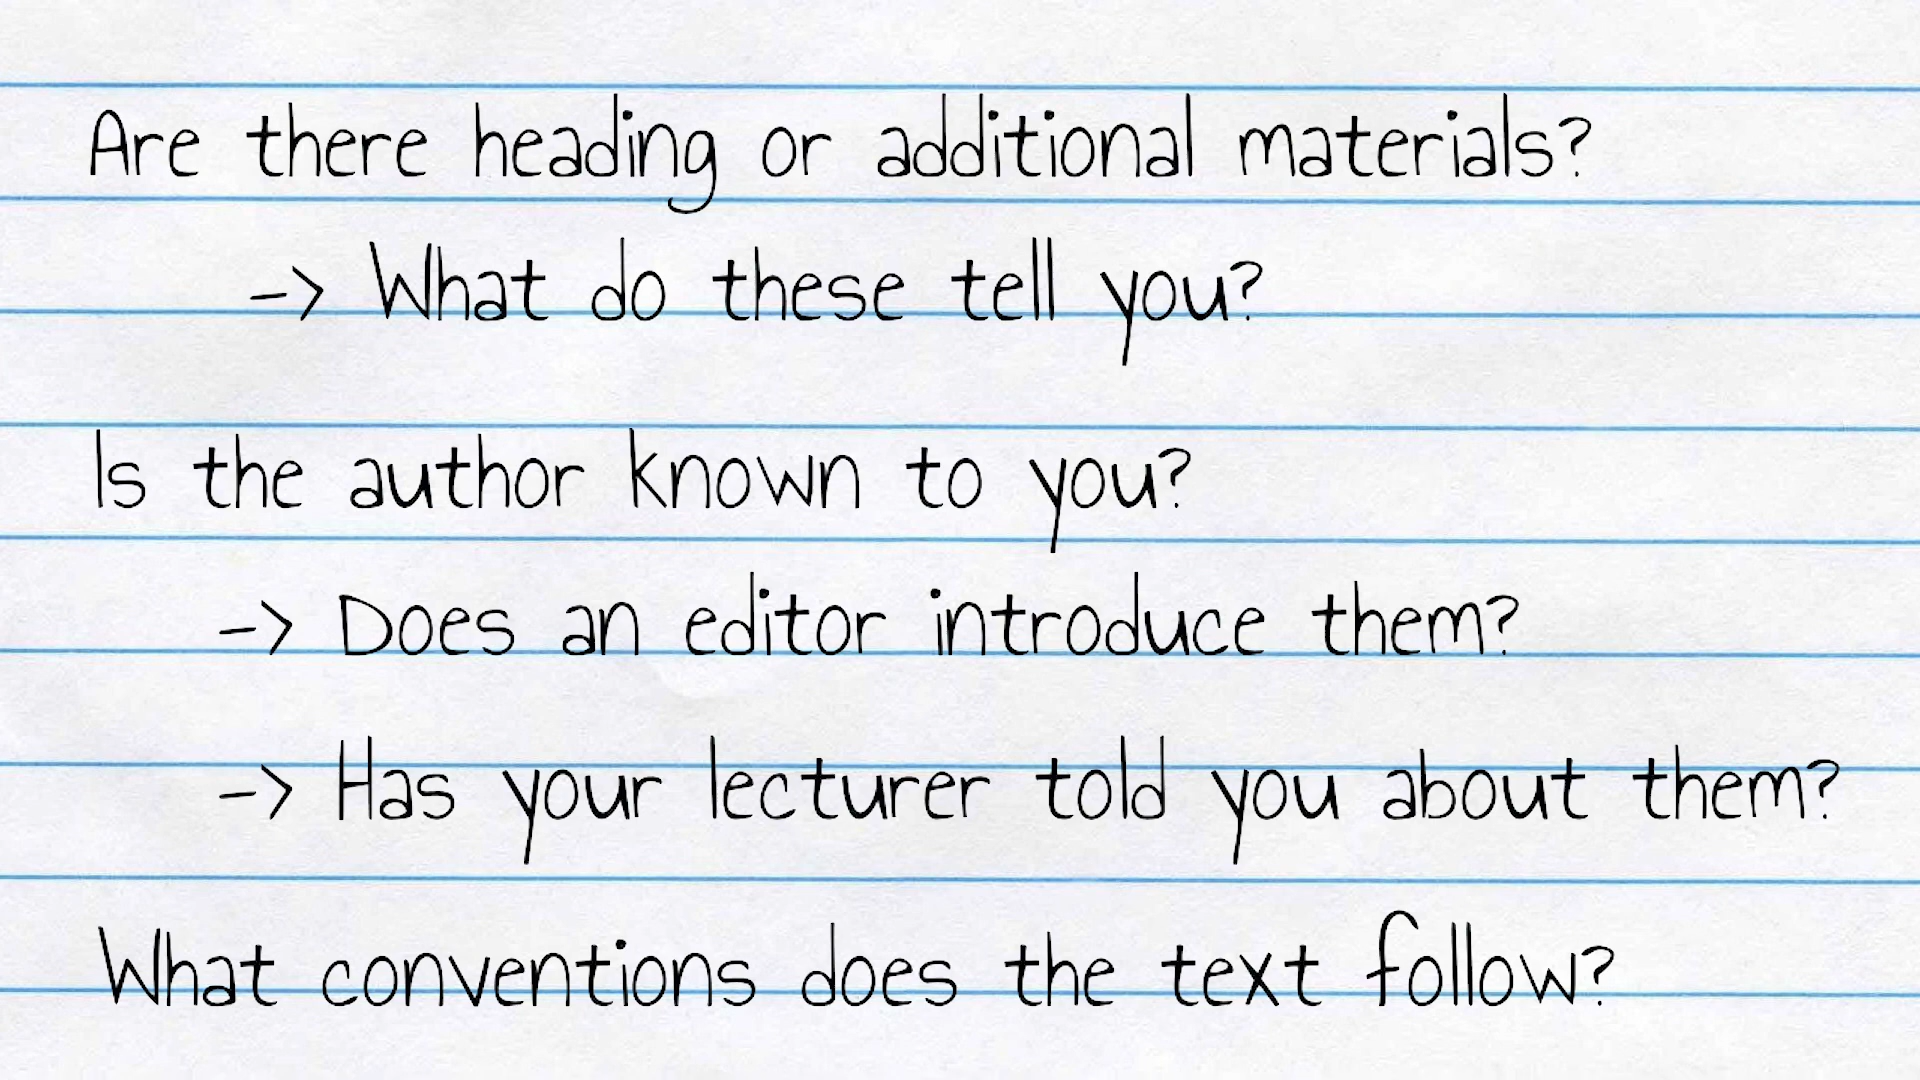 Are there heading or additional materials?
-> What do these tell you?
Is the author known to you?
-> Does an editor introduce them?
-> Has your lecturer told you about them?
What conventions does the text follow?